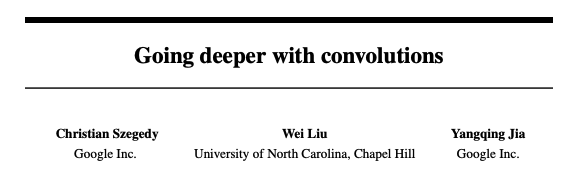 Going deeper with convolutions
Christian Szegedy Wei Liu Yangqing Jia
Google Inc. University of North Carolina, Chapel Hill Google Inc.